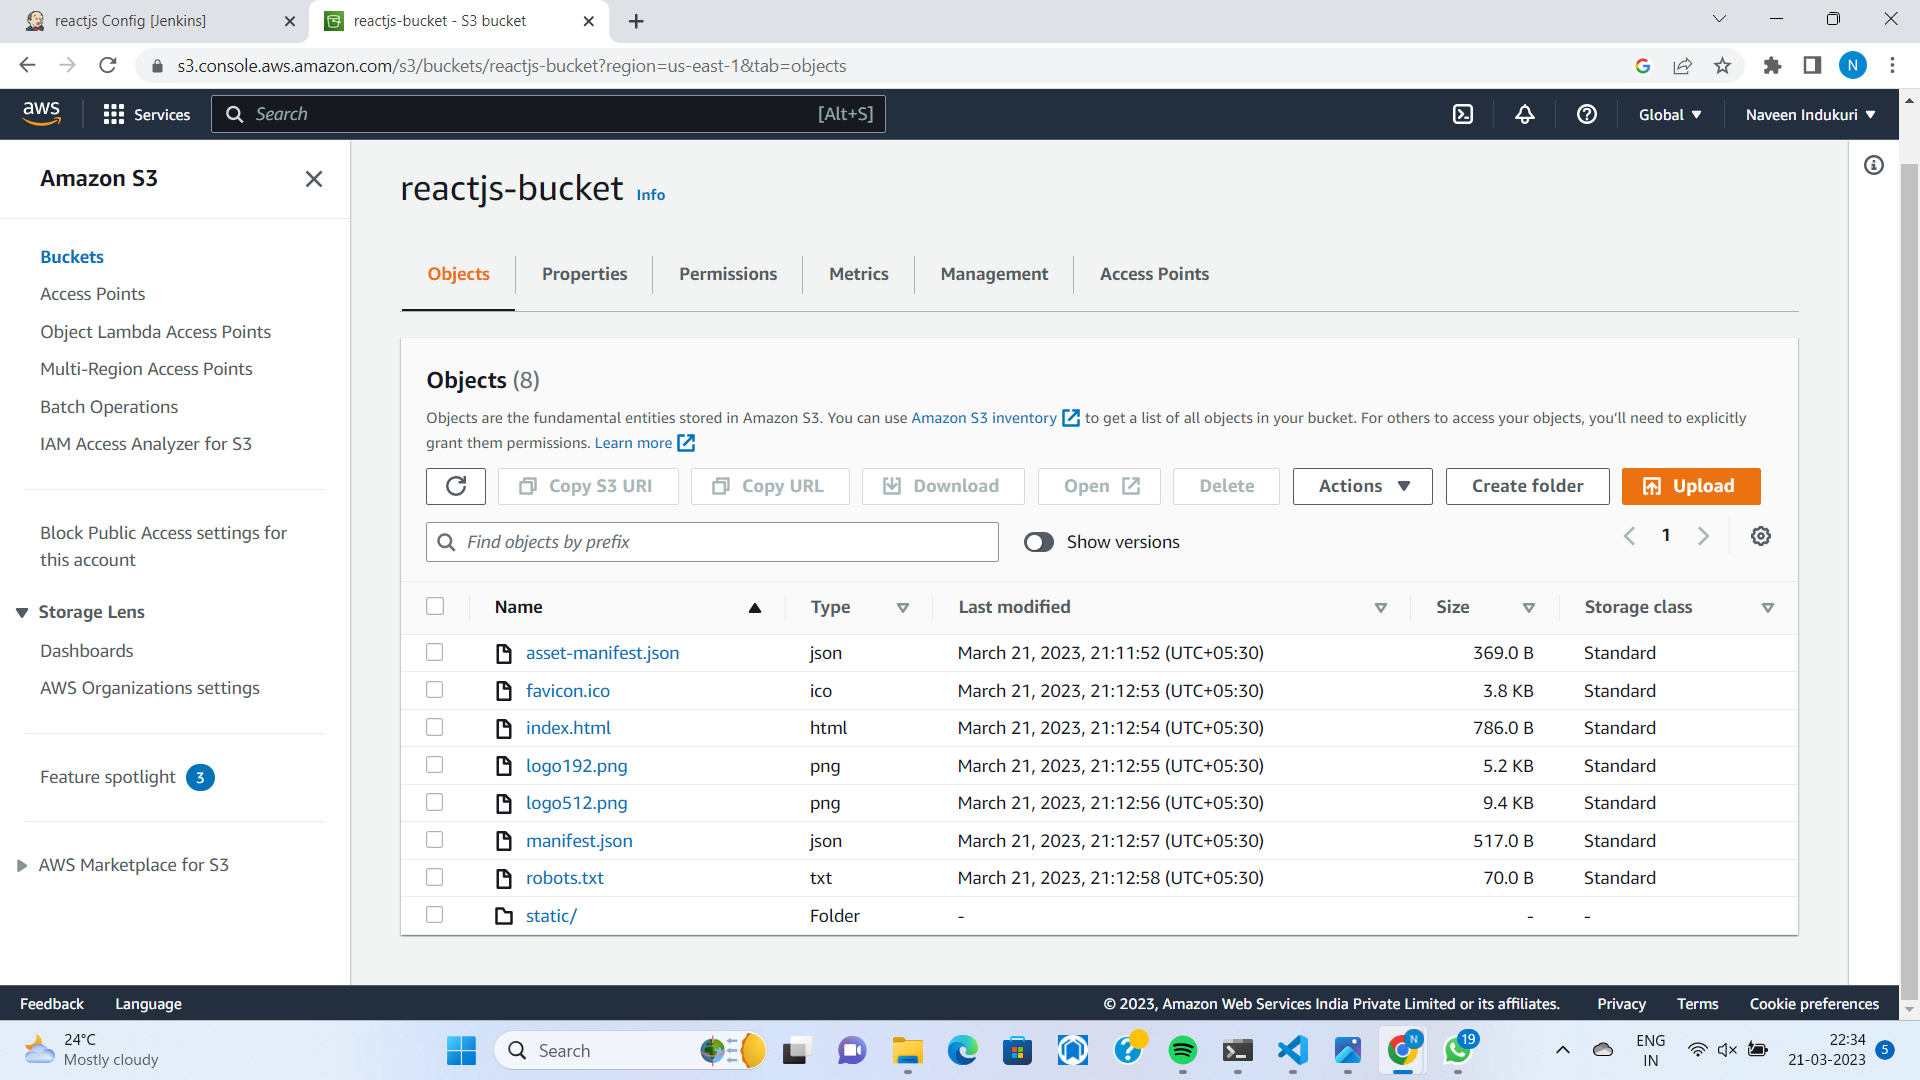 reactjs Config [Jenkins]
reactjs-bucket - S3 bucket
s3.console.aws.amazon.com/s3/buckets/reactjs-bucket?region=us-east-1&tab=objects
N
aws
Services
Search
[Alt+S]
Global
Naveen Indukuri
Amazon S3
Buckets
Access Points
Object Lambda Access Points
Multi-Region Access Points
Batch Operations
IAM Access Analyzer for S3
Block Public Access settings for
this account
Storage Lens
Dashboards
AWS Organizations settings
Feature spotlight 3
AWS Marketplace for S3
reactjs-bucket Info
Objects Properties Permissions Metrics Management Access Points
Objects (8)
Objects are the fundamental entities stored in Amazon S3. You can use Amazon S3 inventory to get a list of all objects in your bucket. For others to access your objects, you'll need to explicitly
grant them permissions. Learn more
Copy S3 URI Copy URL Download Open Delete Actions Create folder Upload
Find objects by prefix Show versions 1
Name Type Last modified Size Storage class
asset-manifest.json json March 21, 2023, 21:11:52 (UTC+05:30) 369.0 B Standard
favicon.ico ico March 21, 2023, 21:12:53 (UTC+05:30) 3.8 KB Standard
index.html html March 21, 2023, 21:12:54 (UTC+05:30) 786.0 B Standard
logo192.png png March 21, 2023, 21:12:55 (UTC+05:30) 5.2 KB Standard
logo512.png png March 21, 2023, 21:12:56 (UTC+05:30) 9.4 KB Standard
manifest.json json March 21, 2023, 21:12:57 (UTC+05:30) 517.0 B Standard
robots.txt txt March 21, 2023, 21:12:58 (UTC+05:30) 70.0 B Standard
static/ Folder - - -
Feedback Language © 2023, Amazon Web Services India Private Limited or its affiliates. Privacy Terms Cookie preferences
24°C
Mostly cloudy
Search
N
19
ENG
IN
22:34
21-03-2023
5